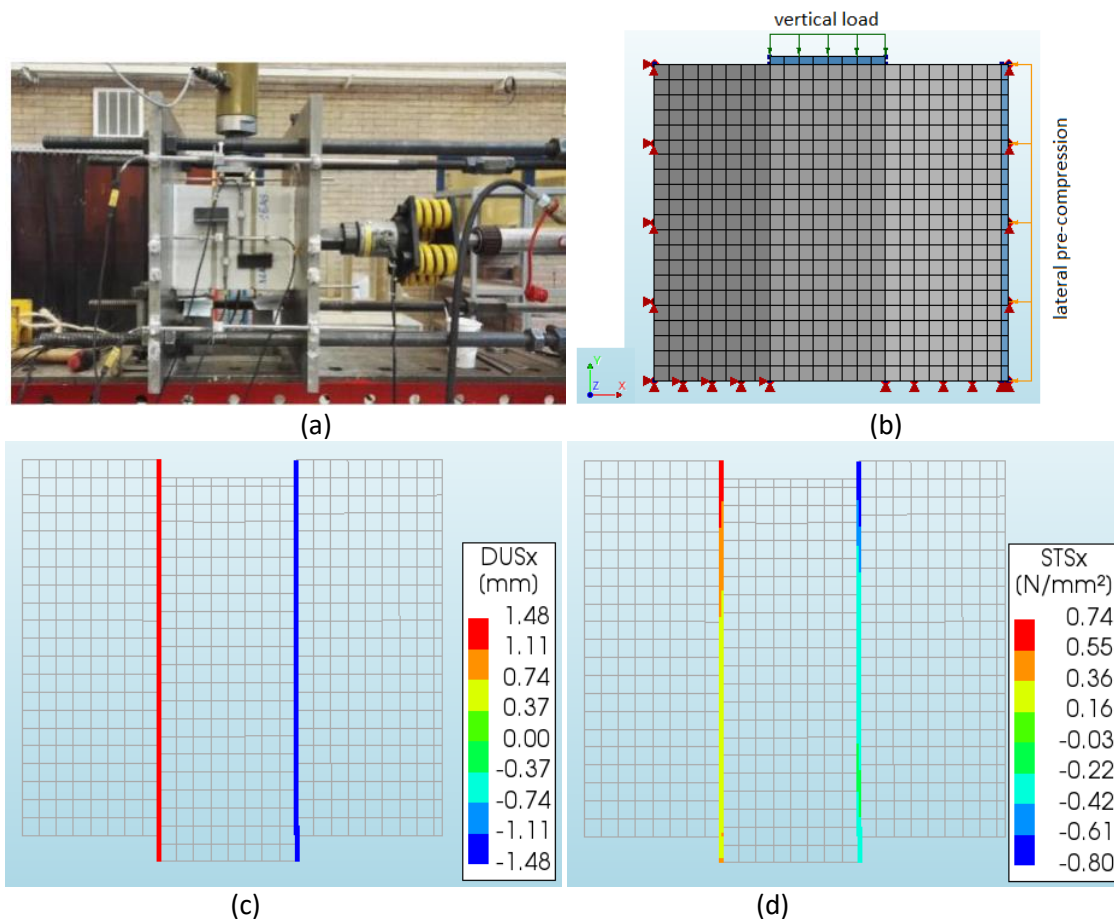 vertical load
lateral pre-compression
Y
Z
X
(a)
(b)
DUSx
(mm)
1.48
1.11
0.74
0.37
0.00
-0.37
-0.74
-1.11
-1.48
STSx
(N/mm²)
0.74
0.55
0.36
0.16
-0.03
-0.22
-0.42
-0.61
-0.80
(c)
(d)